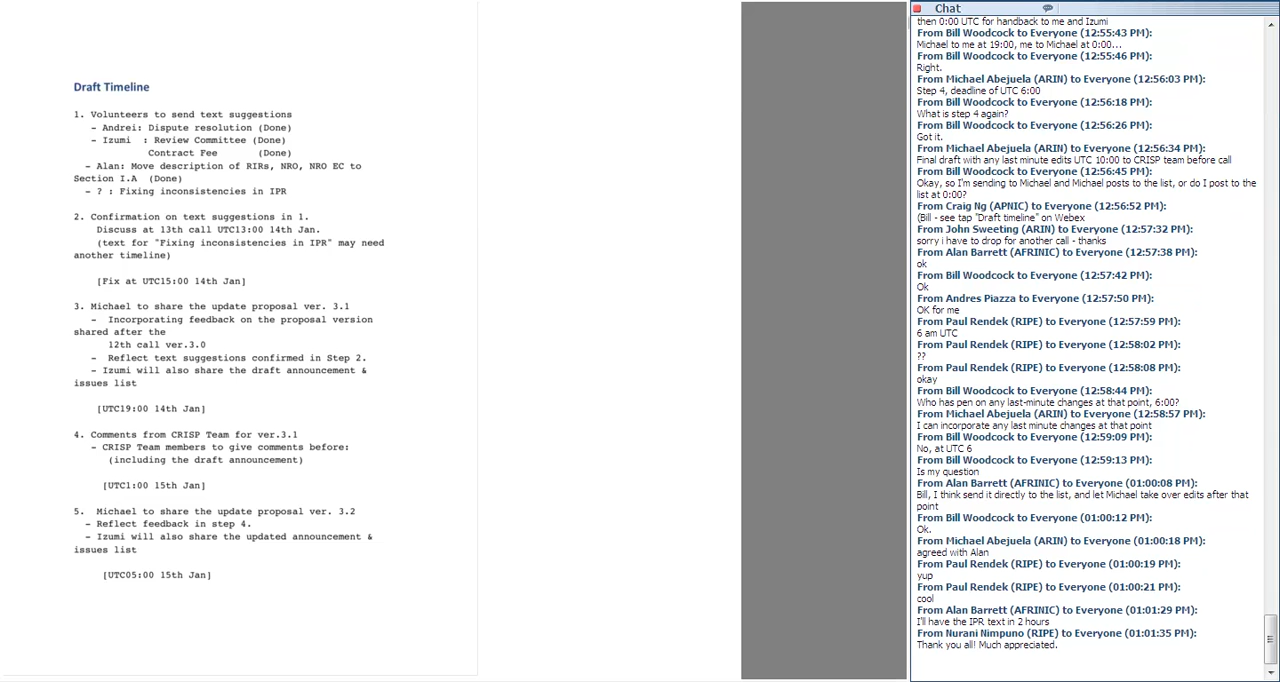 Draft Timeline
1. Volunteers to send text suggestions
- Andrei: Dispute resolution (Done)
- Izumi  : Review Committee (Done)
Contract Fee      (Done)
- Alan: Move description of RIRs, NRO, NRO EC to
Section I.A  (Done)
- ? : Fixing inconsistencies in IPR
2. Confirmation on text suggestions in 1.
Discuss at 13th call UTC13:00 14th Jan.
(text for "Fixing inconsistencies in IPR" may need
another timeline)
[Fix at UTC15:00 14th Jan]
3. Michael to share the update proposal ver. 3.1
-  Incorporating feedback on the proposal version
shared after the
12th call ver.3.0
-  Reflect text suggestions confirmed in Step 2.
- Izumi will also share the draft announcement &
issues list
[UTC19:00 14th Jan]
4. Comments from CRISP Team for ver.3.1
- CRISP Team members to give comments before:
(including the draft announcement)
[UTC1:00 15th Jan]
5.  Michael to share the update proposal ver. 3.2
- Reflect feedback in step 4.
- Izumi will also share the updated announcement &
issues list
[UTC05:00 15th Jan]
Chat
then 0:00 UTC for handback to me and Izumi
From Bill Woodcock to Everyone (12:55:43 PM):
Michael to me at 19:00, me to Michael at 0:00...
From Bill Woodcock to Everyone (12:55:46 PM):
Right.
From Michael Abejuela (ARIN) to Everyone (12:56:03 PM):
Step 4, deadline of UTC 6:00
From Bill Woodcock to Everyone (12:56:18 PM):
What is step 4 again?
From Bill Woodcock to Everyone (12:56:26 PM):
Got it.
From Michael Abejuela (ARIN) to Everyone (12:56:34 PM):
Final draft with any last minute edits UTC 10:00 to CRISP team before call
From Bill Woodcock to Everyone (12:56:45 PM):
Okay, so I'm sending to Michael and Michael posts to the list, or do I post to the
list at 0:00?
From Craig Ng (APNIC) to Everyone (12:56:52 PM):
(Bill - see tap "Draft timeline" on Webex
From John Sweeting (ARIN) to Everyone (12:57:32 PM):
sorry i have to drop for another call - thanks
From Alan Barrett (AFRINIC) to Everyone (12:57:38 PM):
ok
From Bill Woodcock to Everyone (12:57:42 PM):
Ok
From Andres Piazza to Everyone (12:57:50 PM):
OK for me
From Paul Rendek (RIPE) to Everyone (12:57:59 PM):
6 am UTC
From Paul Rendek (RIPE) to Everyone (12:58:02 PM):
??
From Paul Rendek (RIPE) to Everyone (12:58:08 PM):
okay
From Bill Woodcock to Everyone (12:58:44 PM):
Who has pen on any last-minute changes at that point, 6:00?
From Michael Abejuela (ARIN) to Everyone (12:58:57 PM):
I can incorporate any last minute changes at that point
From Bill Woodcock to Everyone (12:59:09 PM):
No, at UTC 6
From Bill Woodcock to Everyone (12:59:13 PM):
Is my question
From Alan Barrett (AFRINIC) to Everyone (01:00:08 PM):
Bill, I think send it directly to the list, and let Michael take over edits after that
point
From Bill Woodcock to Everyone (01:00:12 PM):
Ok.
From Michael Abejuela (ARIN) to Everyone (01:00:18 PM):
agreed with Alan
From Paul Rendek (RIPE) to Everyone (01:00:19 PM):
yup
From Paul Rendek (RIPE) to Everyone (01:00:21 PM):
cool
From Alan Barrett (AFRINIC) to Everyone (01:01:29 PM):
I'll have the IPR text in 2 hours
From Nurani Nimpuno (RIPE) to Everyone (01:01:35 PM):
Thank you all! Much appreciated.